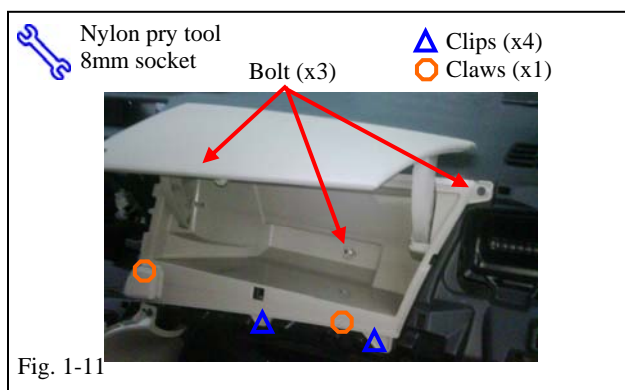 Nylon pry tool
8mm socket
Clips (x4)
Claws (x1)
Bolt (x3)
Fig. 1-11